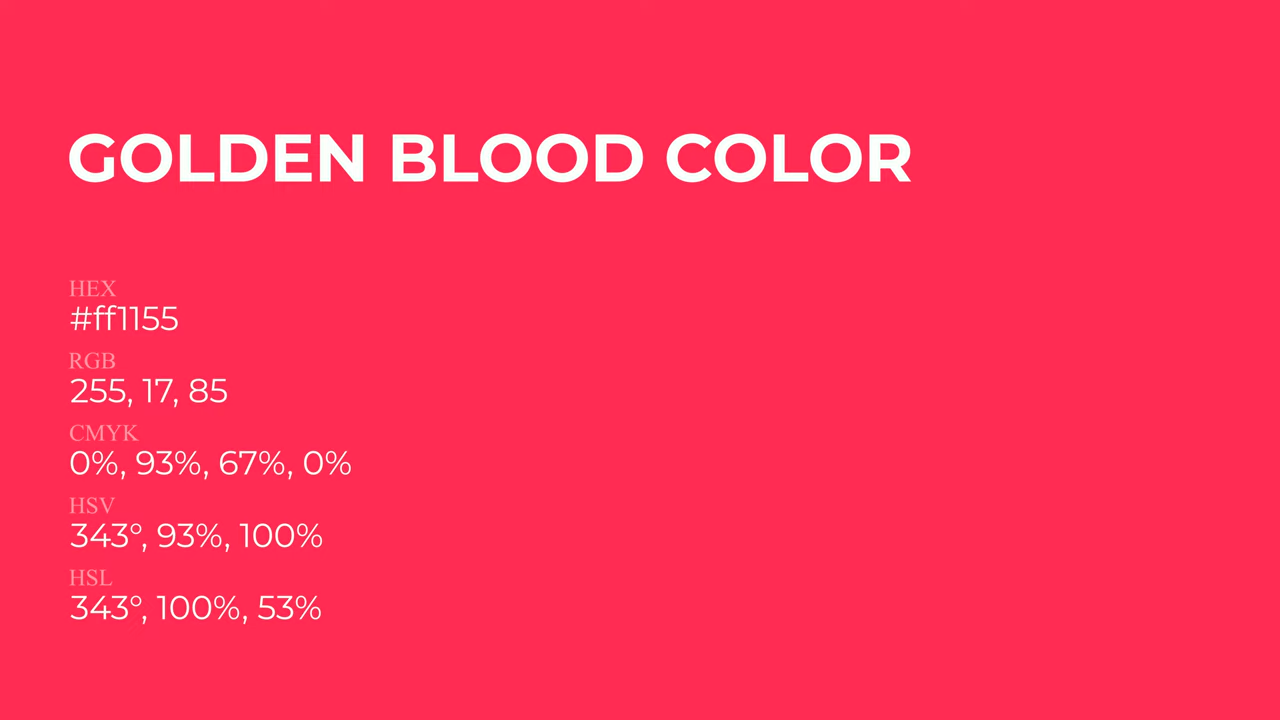 GOLDEN BLOOD COLOR
HEX
#ff1155
RGB
255, 17, 85
CMYK
0%, 93%, 67%, 0%
HSV
343°, 93%, 100%
HSL
343°, 100%, 53%